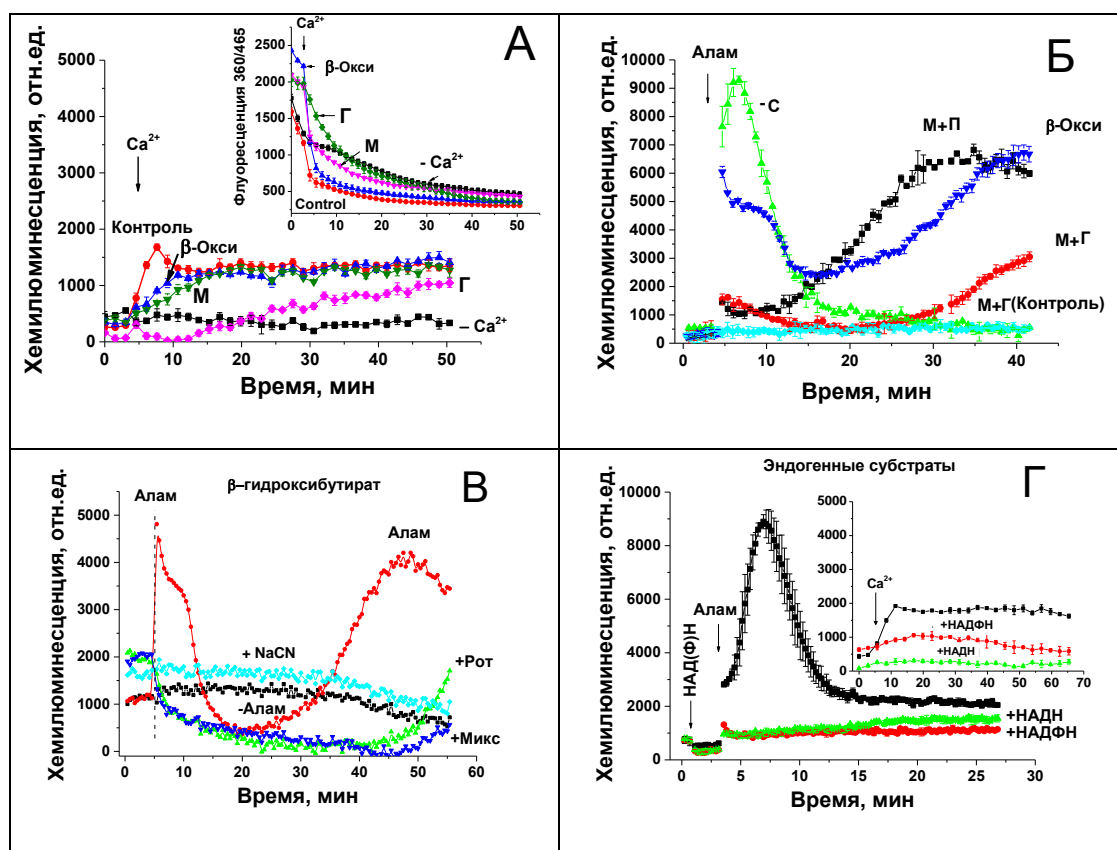 А
Хемилюминесценция, отн.ед.
5000
4000
3000
2000
1000
0
Ca²⁺
Контроль
β-Окси
М
Г
– Ca²⁺
0 10 20 30 40 50
Время, мин
Флуоресценция 360/465
2500
2000
1500
1000
500
Ca²⁺
β-Окси
Г
М
- Ca²⁺
Control
0 10 20 30 40 50
Б
Хемилюминесценция, отн.ед.
10000
9000
8000
7000
6000
5000
4000
3000
2000
1000
0
Алам
-С
М+П
β-Окси
М+Г
М+Г(Контроль)
0 10 20 30 40
Время, мин
В
β–гидроксибутират
Хемилюминесценция, отн.ед.
5000
4000
3000
2000
1000
0
Алам
Алам
+ NaCN
-Алам
+Рот
+Микс
0 10 20 30 40 50 60
Время, мин
Эндогенные субстраты
Г
Хемилюминесценция, отн.ед.
10000
8000
6000
4000
2000
0
НАД(Ф)Н
Алам
+НАДН
+НАДФН
0 5 10 15 20 25 30
Время, мин
5000
4000
3000
2000
1000
0
Ca²⁺
+НАДФН
+НАДН
0 10 20 30 40 50 60 70